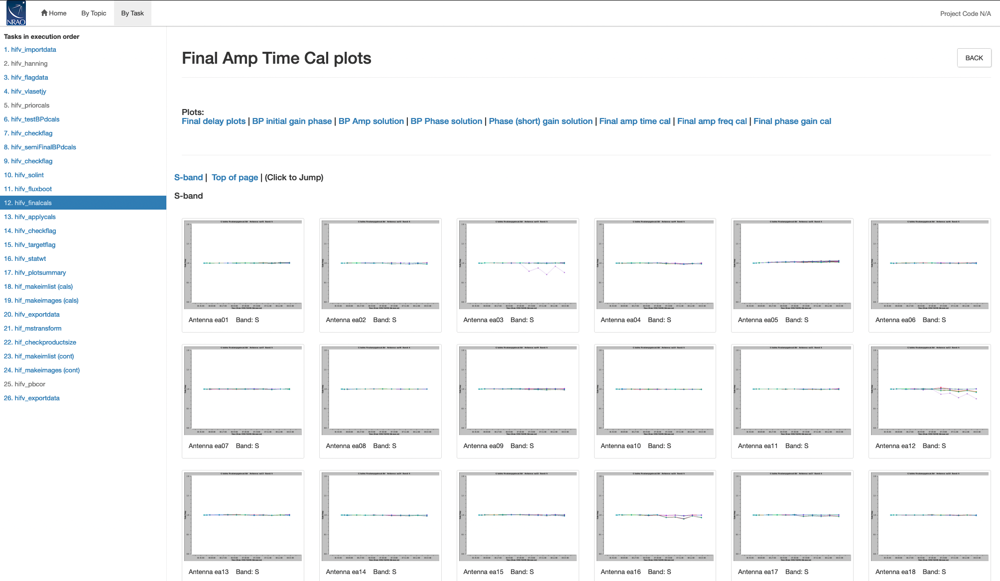 NRAO
Home By Topic By Task Project Code N/A
Tasks in execution order
1. hifv_importdata
2. hifv_hanning
3. hifv_flagdata
4. hifv_vlasetjy
5. hifv_priorcals
6. hifv_testBPdcals
7. hifv_checkflag
8. hifv_semiFinalBPdcals
9. hifv_checkflag
10. hifv_solint
11. hifv_fluxboot
12. hifv_finalcals
13. hifv_applycals
14. hifv_checkflag
15. hifv_targetflag
16. hifv_statwt
17. hifv_plotsummary
18. hif_makeimlist (cals)
19. hif_makeimages (cals)
20. hifv_exportdata
21. hif_mstransform
22. hif_checkproductsize
23. hif_makeimlist (cont)
24. hif_makeimages (cont)
25. hifv_pbcor
26. hifv_exportdata
Final Amp Time Cal plots
BACK
Plots:
Final delay plots | BP initial gain phase | BP Amp solution | BP Phase solution | Phase (short) gain solution | Final amp time cal | Final amp freq cal | Final phase gain cal
S-band | Top of page | (Click to Jump)
S-band
Antenna ea01 Band: S
Antenna ea02 Band: S
Antenna ea03 Band: S
Antenna ea04 Band: S
Antenna ea05 Band: S
Antenna ea06 Band: S
Antenna ea07 Band: S
Antenna ea08 Band: S
Antenna ea09 Band: S
Antenna ea10 Band: S
Antenna ea11 Band: S
Antenna ea12 Band: S
Antenna ea13 Band: S
Antenna ea14 Band: S
Antenna ea15 Band: S
Antenna ea16 Band: S
Antenna ea17 Band: S
Antenna ea18 Band: S